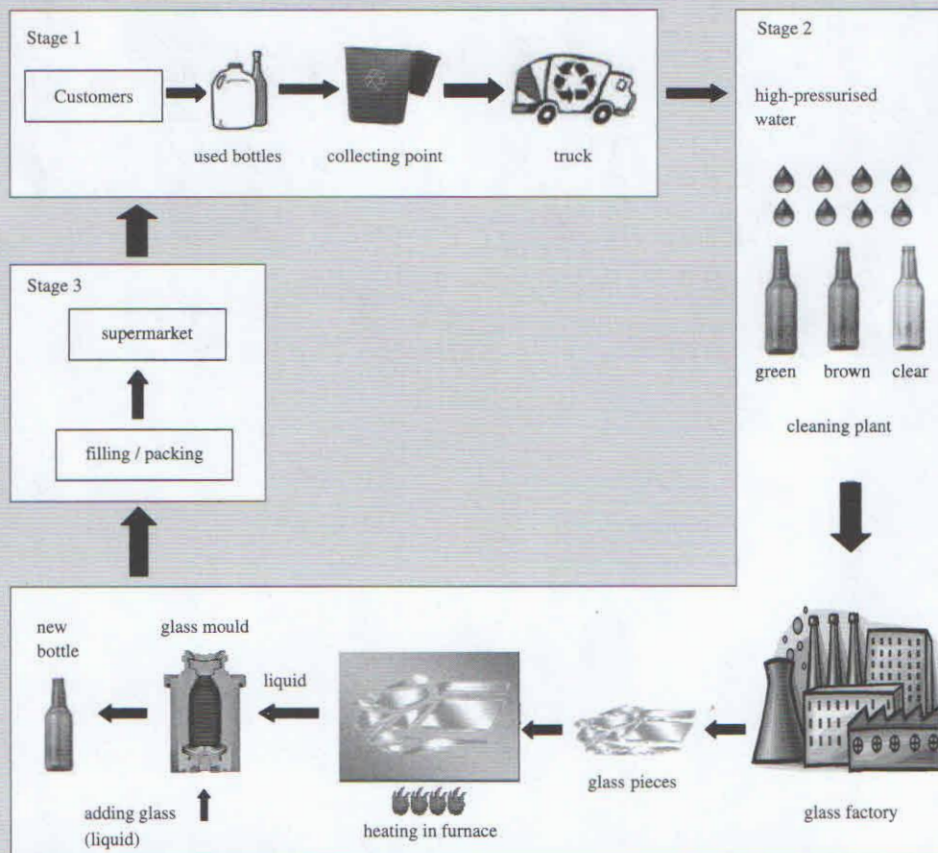 Stage 1
Customers
used bottles
collecting point
truck
Stage 2
high-pressurised
water
green
brown
clear
cleaning plant
glass factory
glass pieces
heating in furnace
liquid
glass mould
adding glass
(liquid)
new
bottle
Stage 3
filling / packing
supermarket